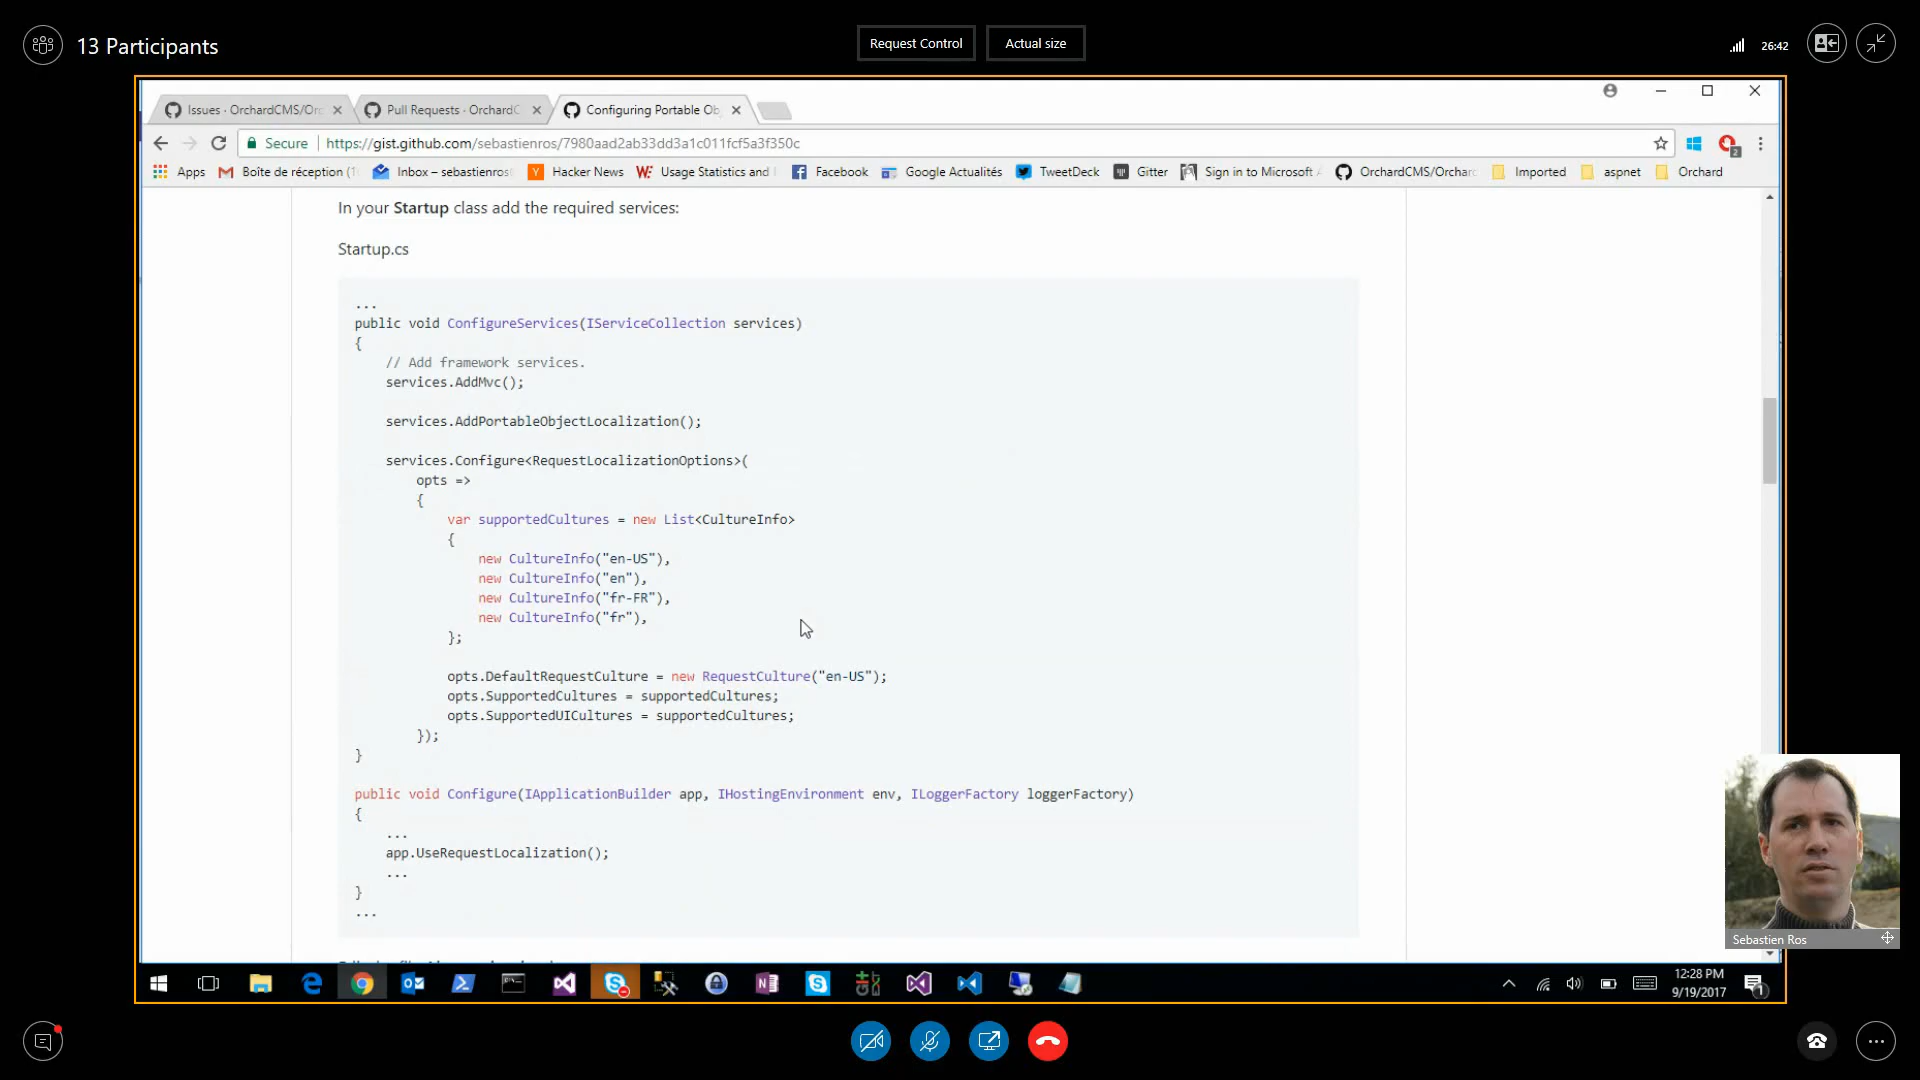 13 Participants
Request Control
Actual size
26:42
Issues · OrchardCMS/Orc
Pull Requests · OrchardC
Configuring Portable Ob
Secure
https://gist.github.com/sebastienros/7980aad2ab33dd3a1c011fcf5a3f350c
Apps
Boîte de réception (1
Inbox – sebastienros
Hacker News
Usage Statistics and
Facebook
Google Actualités
TweetDeck
Gitter
Sign in to Microsoft
OrchardCMS/Orchar
Imported
aspnet
Orchard
In your Startup class add the required services:
Startup.cs
...
public void ConfigureServices(IServiceCollection services)
{
// Add framework services.
services.AddMvc();
services.AddPortableObjectLocalization();
services.Configure<RequestLocalizationOptions>(
opts =>
{
var supportedCultures = new List<CultureInfo>
{
new CultureInfo("en-US"),
new CultureInfo("en"),
new CultureInfo("fr-FR"),
new CultureInfo("fr"),
};
opts.DefaultRequestCulture = new RequestCulture("en-US");
opts.SupportedCultures = supportedCultures;
opts.SupportedUICultures = supportedCultures;
});
}
public void Configure(IApplicationBuilder app, IHostingEnvironment env, ILoggerFactory loggerFactory)
{
...
app.UseRequestLocalization();
...
}
...
Sebastien Ros
12:28 PM
9/19/2017